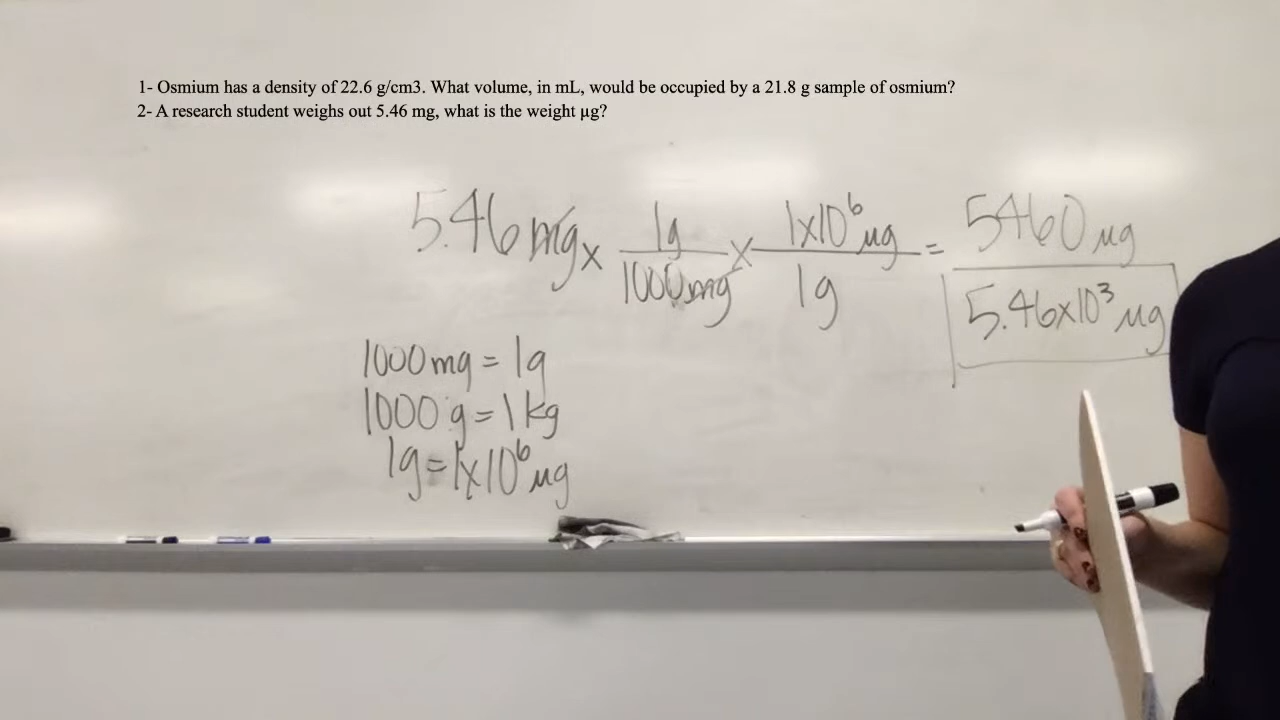 1- Osmium has a density of 22.6 g/cm3. What volume, in mL, would be occupied by a 21.8 g sample of osmium?
2- A research student weighs out 5.46 mg, what is the weight µg?
5.46 mg x 1g/1000mg x 1x10⁶ µg/1g = 5460 µg
5.46x10³ µg
1000mg = 1g
1000 g = 1 kg
1g = 1x10⁶ µg